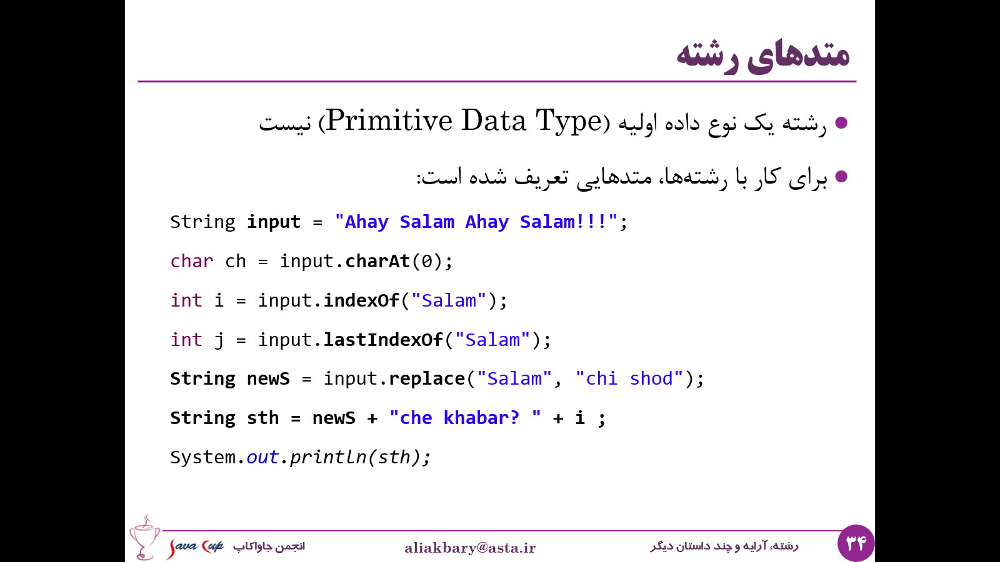 متدهای رشته
رشته یک نوع داده اولیه (Primitive Data Type) نیست
برای کار با رشته‌ها، متدهایی تعریف شده است:
String input = "Ahay Salam Ahay Salam!!!";
char ch = input.charAt(0);
int i = input.indexOf("Salam");
int j = input.lastIndexOf("Salam");
String newS = input.replace("Salam", "chi shod");
String sth = newS + "che khabar? " + i ;
System.out.println(sth);
۳۴
رشته، آرایه و چند داستان دیگر
aliakbary@asta.ir
انجمن جاواکاپ
Java Cup